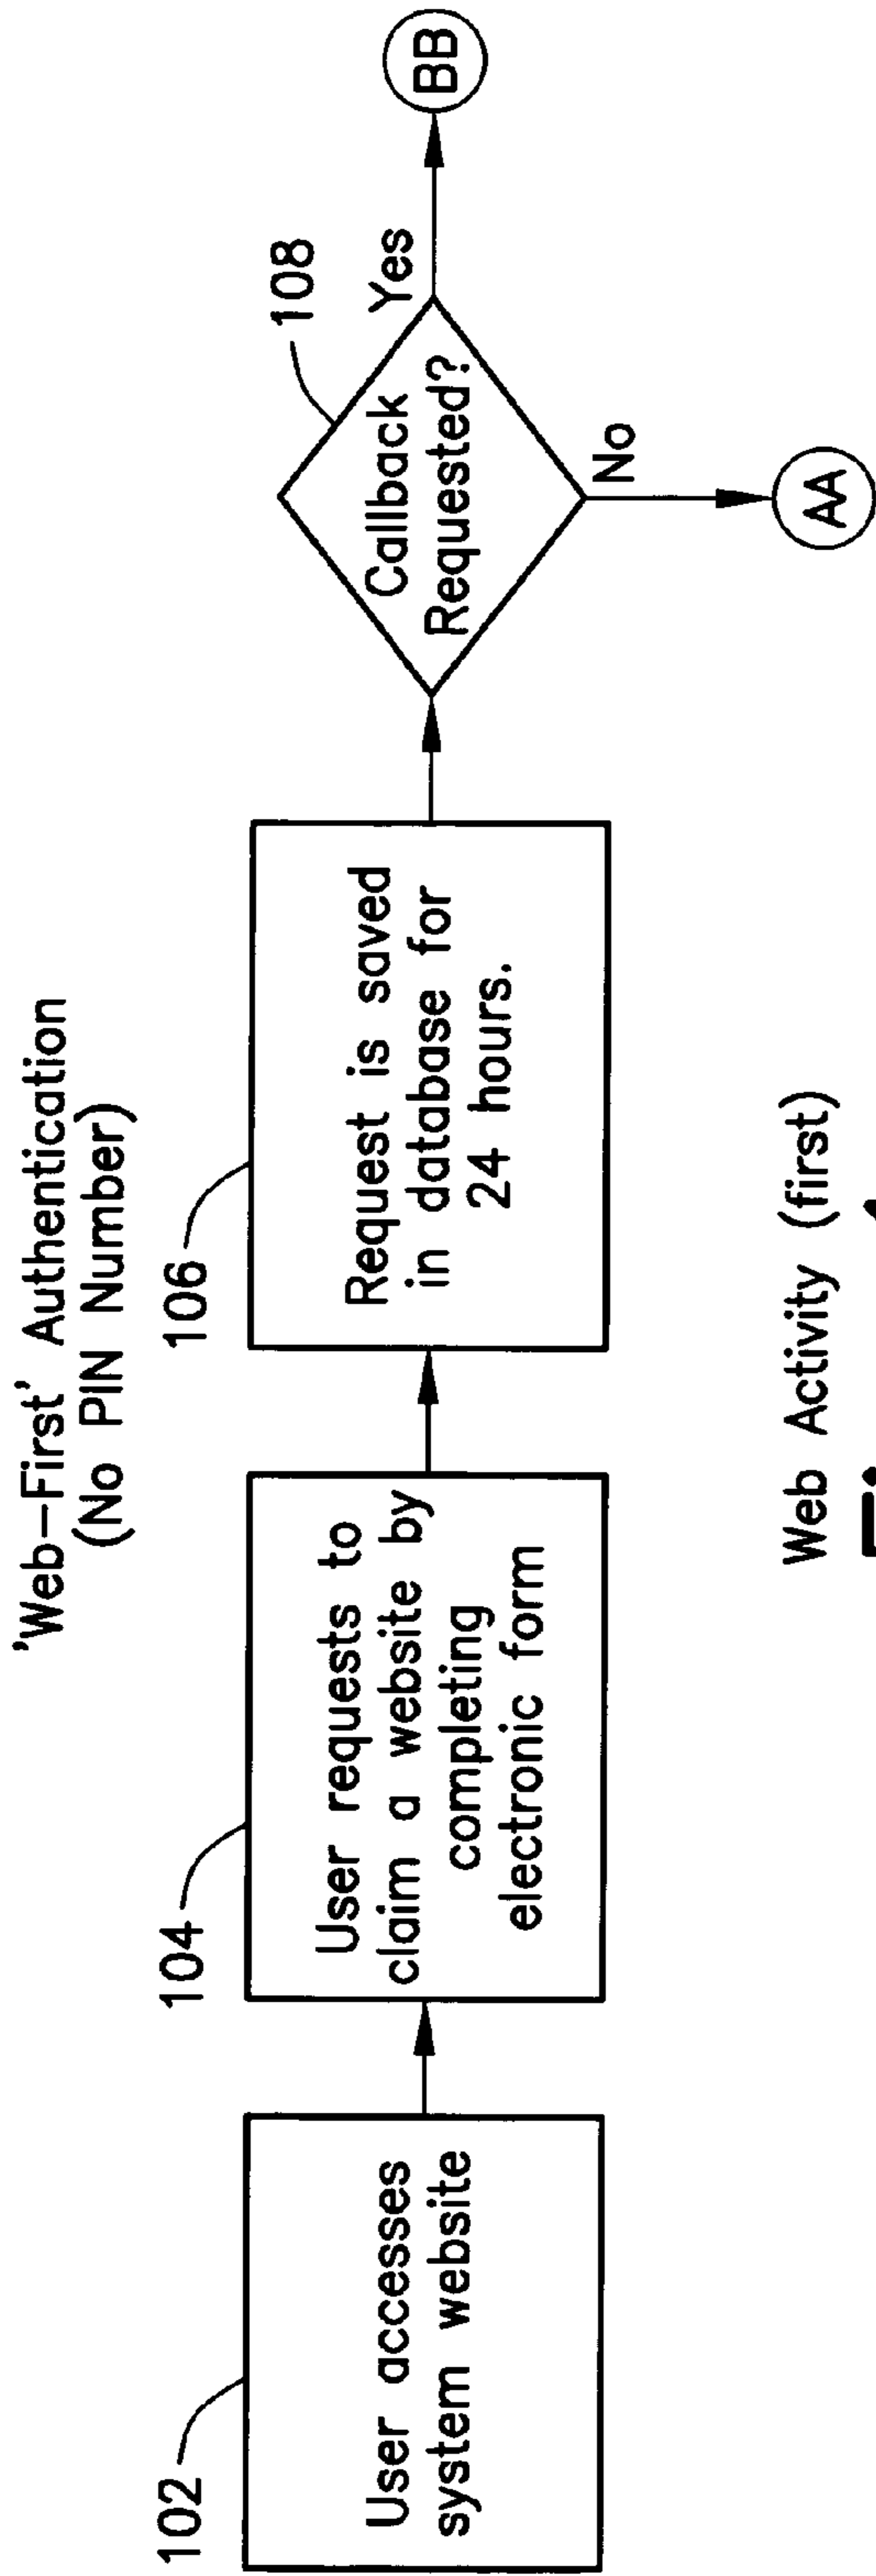 'Web-First' Authentication
(No PIN Number)
102
User accesses
system website
104
User requests to
claim a website by
completing
electronic form
106
Request is saved
in database for
24 hours.
108
Callback
Requested?
Yes
BB
No
AA
Web Activity (first)